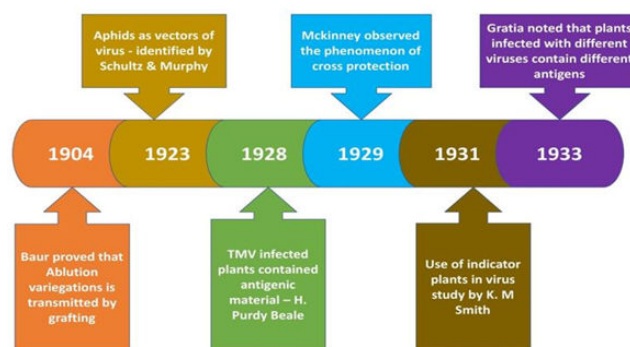 Aphids as vectors of
virus - identified by
Schultz & Murphy
Mckinney observed
the phenomenon of
cross protection
Gratia noted that plants
infected with different
viruses contain different
antigens
1904
1923
1928
1929
1931
1933
Baur proved that
Ablution
variegations is
transmitted by
grafting
TMV infected
plants contained
antigenic
material – H.
Purdy Beale
Use of indicator
plants in virus
study by K. M
Smith